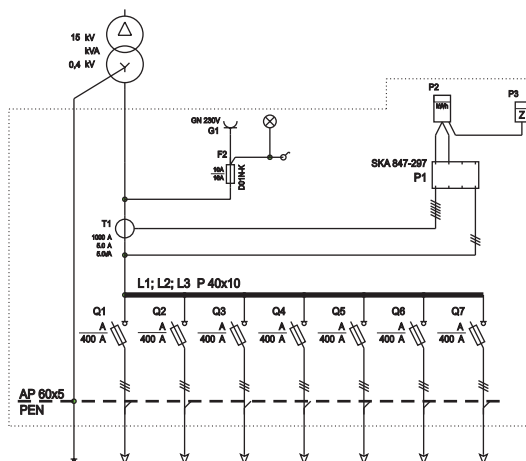 15 kV
kVA
0,4 kV
GN 230V
G1
F2
10A
16A
D01N-K
P2
kWh
P3
Z
SKA 847-297
P1
T1
1000 A
5.0 A
5.0VA
L1; L2; L3 P 40x10
Q1 Q2 Q3 Q4 Q5 Q6 Q7
A A A A A A A
400 A 400 A 400 A 400 A 400 A 400 A 400 A
AP 60x5
PEN